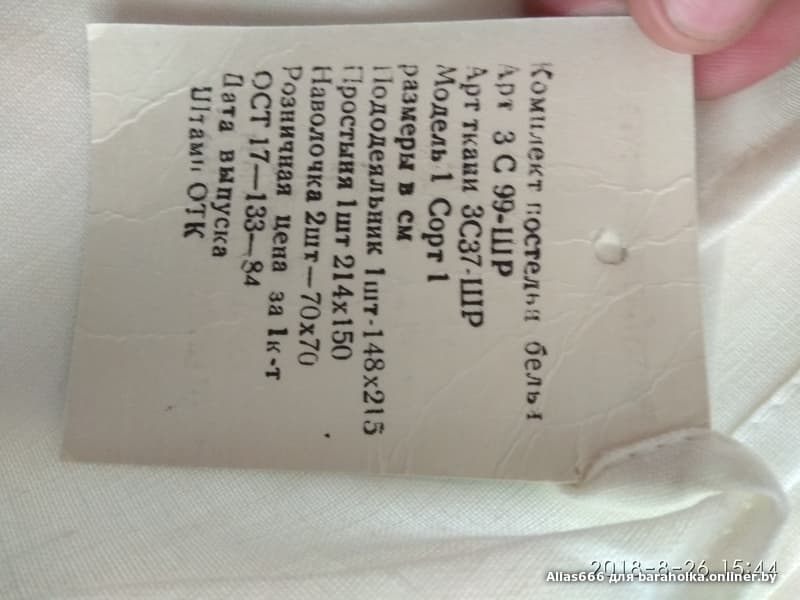 Комплект постельн белья
Арт 3С 99-ШР
Арт ткани 3С37-ШР
Модель 1 Сорт 1
размеры в см
Пододеяльник 1шт-148х215
Простыня 1шт 214х150
Наволочка 2шт—70х70
Розничная цена за 1к-т
ОСТ 17—133—84
Дата выпуска
Штамп ОТК
2018-8-26 15:44
Allas666 для baraholka.onliner.by